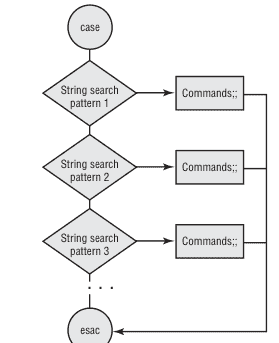 case
String search
pattern 1
Commands;;
String search
pattern 2
Commands;;
String search
pattern 3
Commands;;
. . .
esac